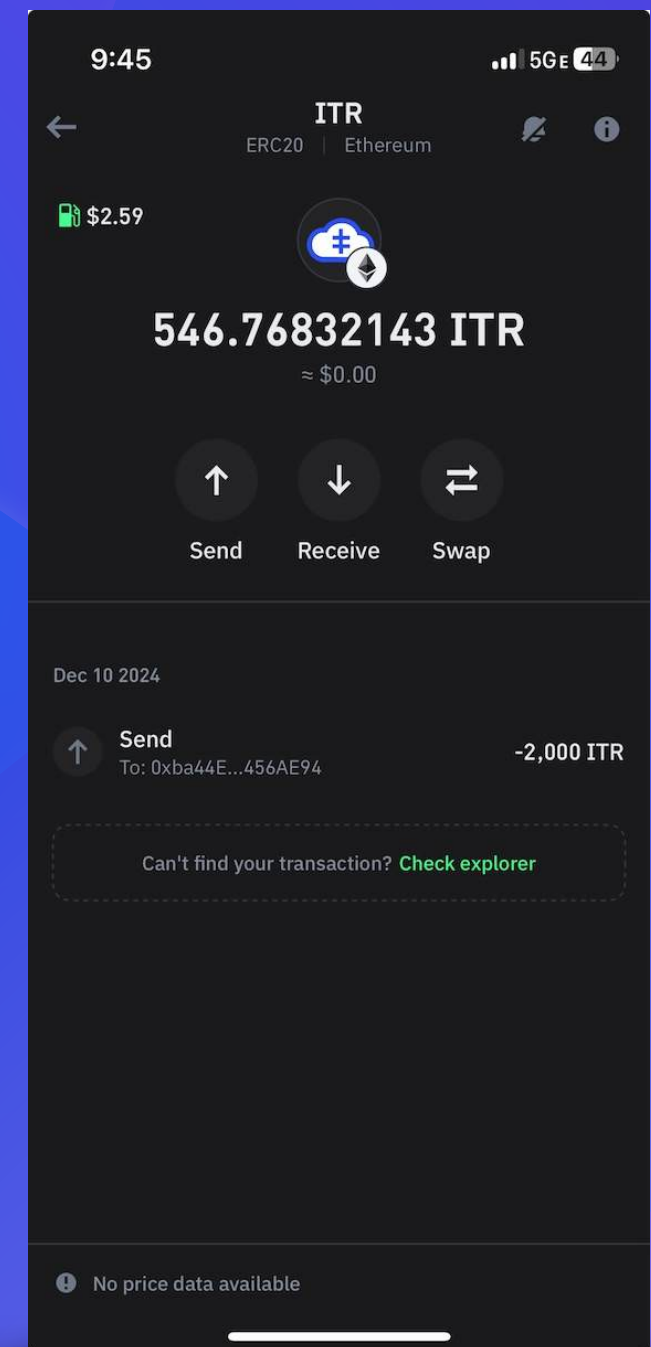 9:45
5GE 44
ITR
ERC20 | Ethereum
$2.59
546.76832143 ITR
≈ $0.00
Send
Receive
Swap
Dec 10 2024
Send
-2,000 ITR
To: 0xba44E...456AE94
Can't find your transaction? Check explorer
No price data available